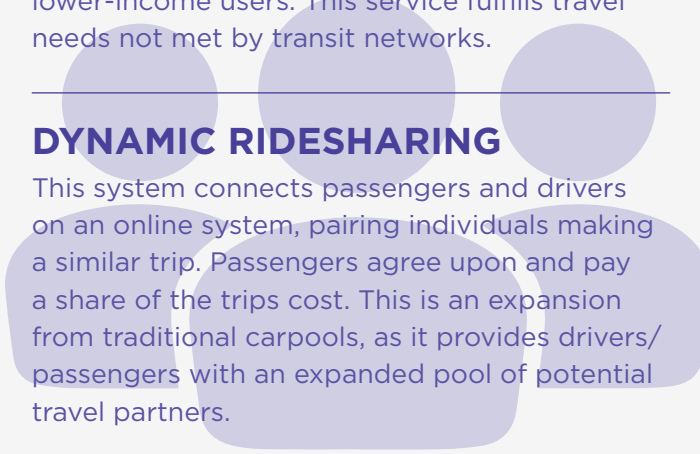 lower-income users. This service fulfills travel
needs not met by transit networks.
DYNAMIC RIDESHARING
This system connects passengers and drivers
on an online system, pairing individuals making
a similar trip. Passengers agree upon and pay
a share of the trips cost. This is an expansion
from traditional carpools, as it provides drivers/
passengers with an expanded pool of potential
travel partners.